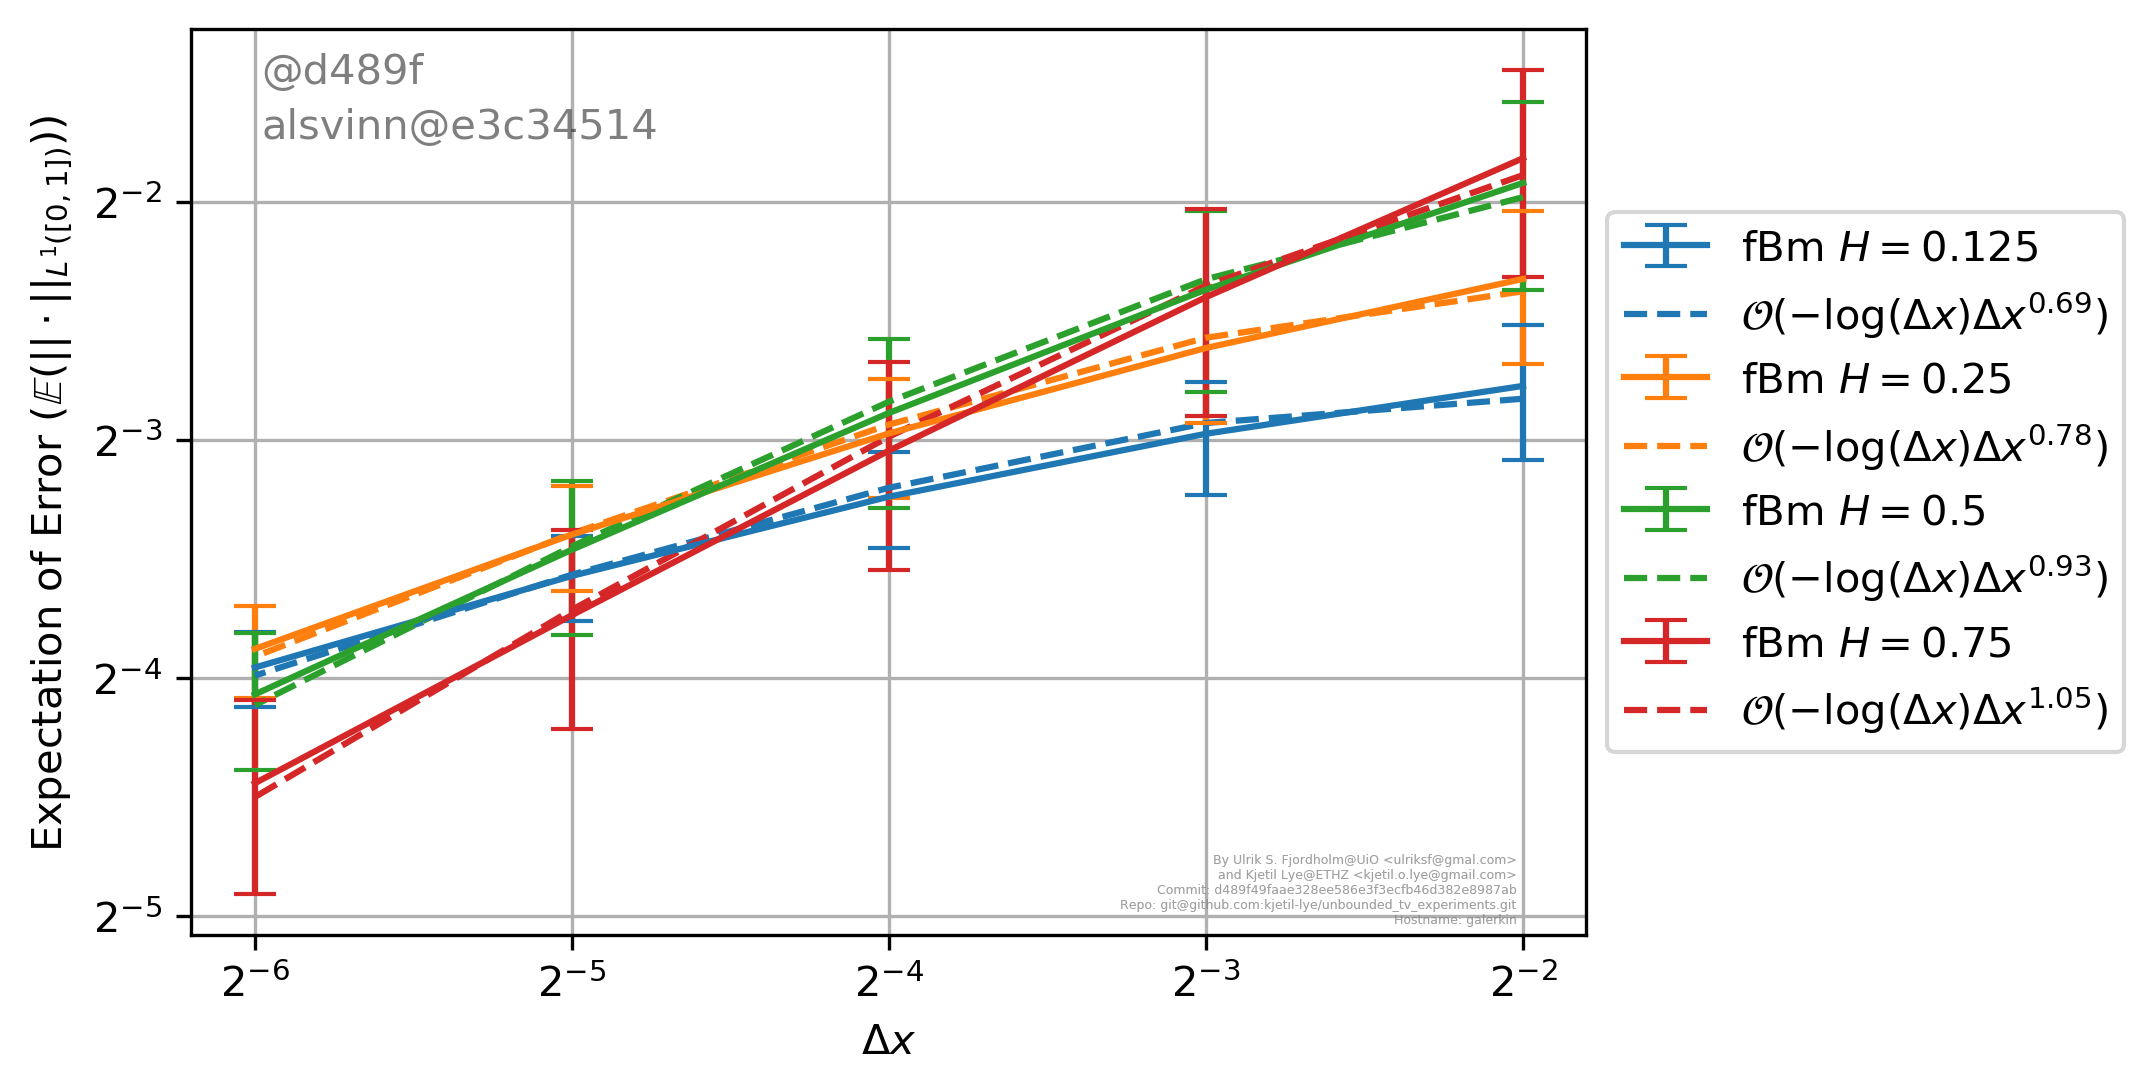 @d489f
alsvinn@e3c34514
Expectation of Error (𝔼(|| · ||_{L^1([0,1])}))
2^{-2}
2^{-3}
2^{-4}
2^{-5}
2^{-6}
2^{-5}
2^{-4}
2^{-3}
2^{-2}
Δx
fBm H = 0.125
𝒪(−log(Δx)Δx^{0.69})
fBm H = 0.25
𝒪(−log(Δx)Δx^{0.78})
fBm H = 0.5
𝒪(−log(Δx)Δx^{0.93})
fBm H = 0.75
𝒪(−log(Δx)Δx^{1.05})
By Ulrik S. Fjordholm@UiO <ulriksf@gmal.com>
and Kjetil Lye@ETHZ <kjetil.o.lye@gmail.com>
Commit: d489f49faae328ee586e3f3ecfb46d382e8987ab
Repo: git@github.com:kjetil-lye/unbounded_tv_experiments.git
Hostname: galerkin